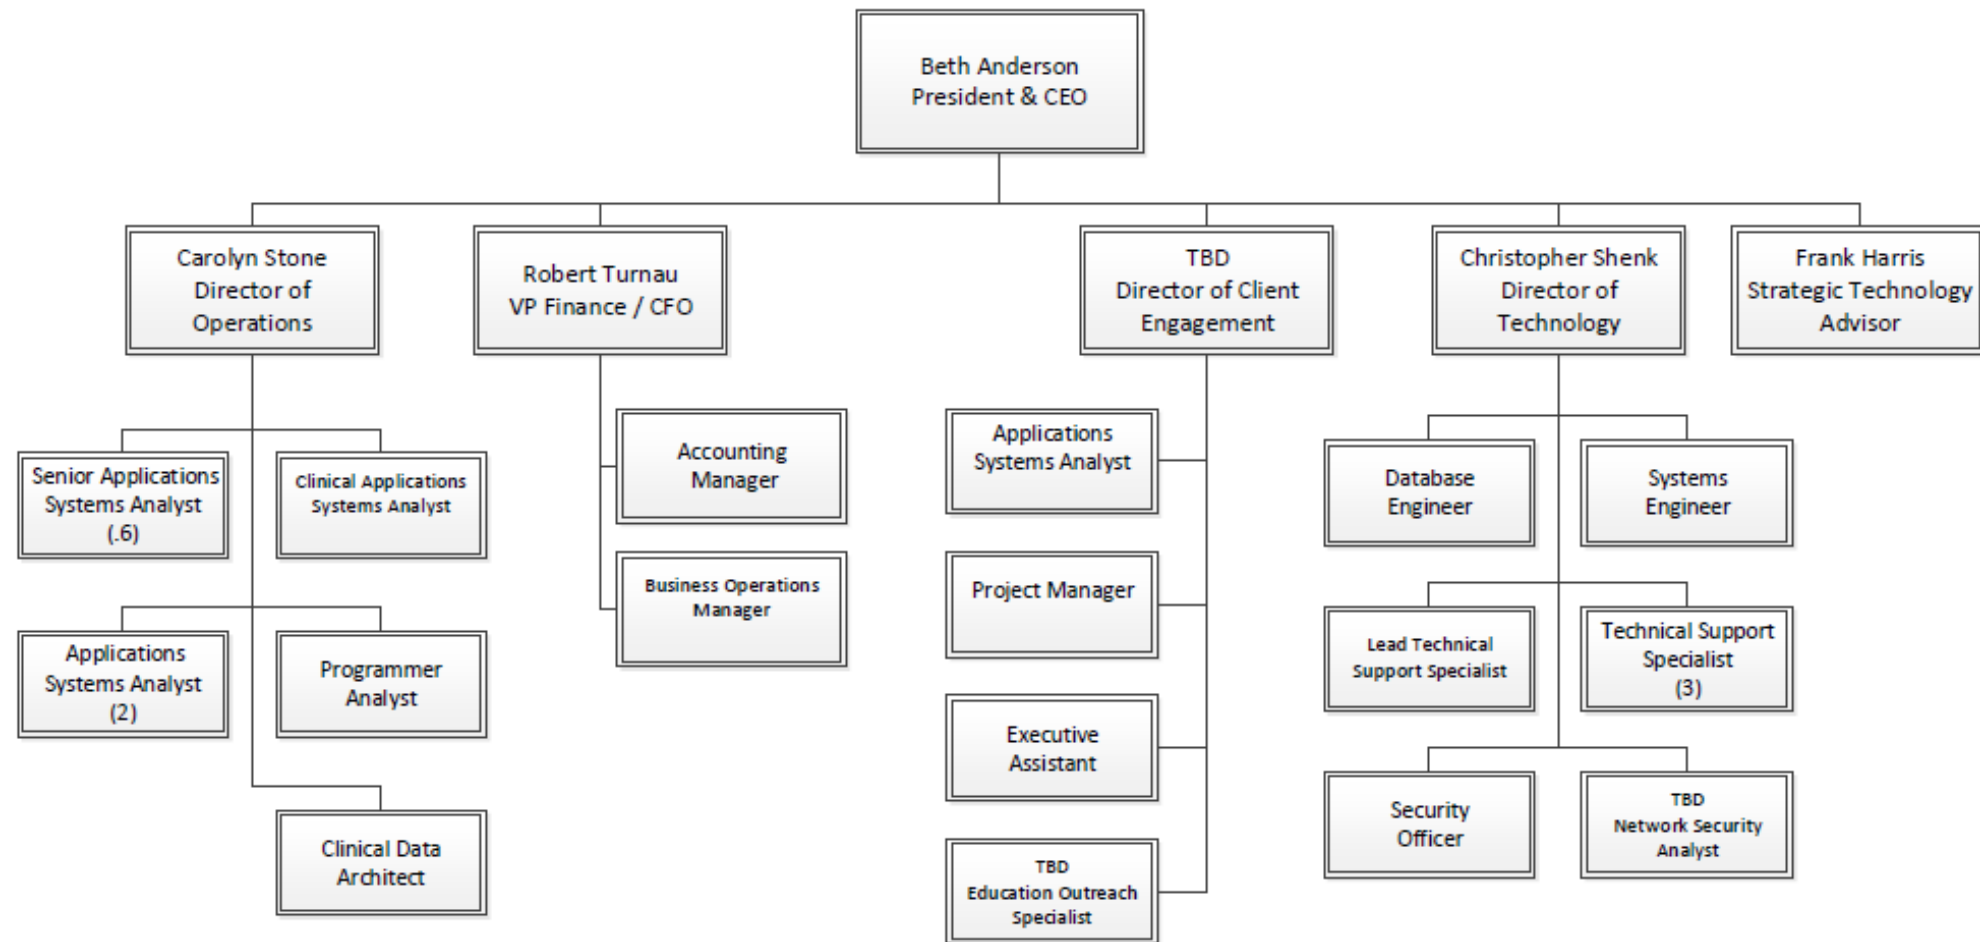 Beth Anderson
President & CEO
Carolyn Stone
Director of
Operations
Robert Turnau
VP Finance / CFO
TBD
Director of Client
Engagement
Christopher Shenk
Director of
Technology
Frank Harris
Strategic Technology
Advisor
Senior Applications
Systems Analyst
(.6)
Clinical Applications
Systems Analyst
Applications
Systems Analyst
(2)
Programmer
Analyst
Clinical Data
Architect
Accounting
Manager
Business Operations
Manager
Applications
Systems Analyst
Project Manager
Executive
Assistant
TBD
Education Outreach
Specialist
Database
Engineer
Systems
Engineer
Lead Technical
Support Specialist
Technical Support
Specialist
(3)
Security
Officer
TBD
Network Security
Analyst